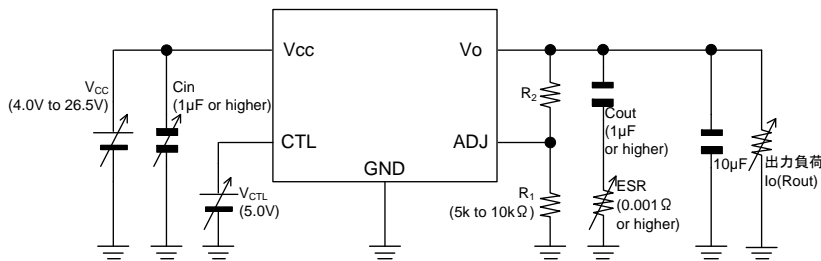 Vcc
Vo
VCC
(4.0V to 26.5V)
Cin
(1µF or higher)
R2
Cout
(1µF
or higher)
CTL
ADJ
GND
VCTL
(5.0V)
R1
(5k to 10kΩ)
ESR
(0.001Ω
or higher)
10µF
出力負荷
Io(Rout)